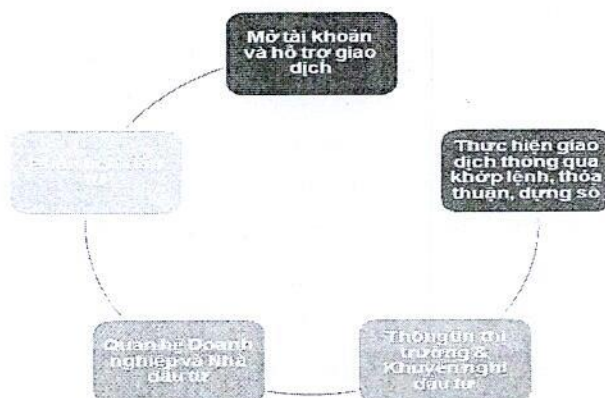 Mở tài khoản
và hỗ trợ giao
dịch
Thực hiện giao
dịch thông qua
khớp lệnh, thỏa
thuận, dựng sổ
Thông tin thị
trường &
Khuyến nghị
đầu tư
Quan hệ Doanh
nghiệp và Nhà
đầu tư